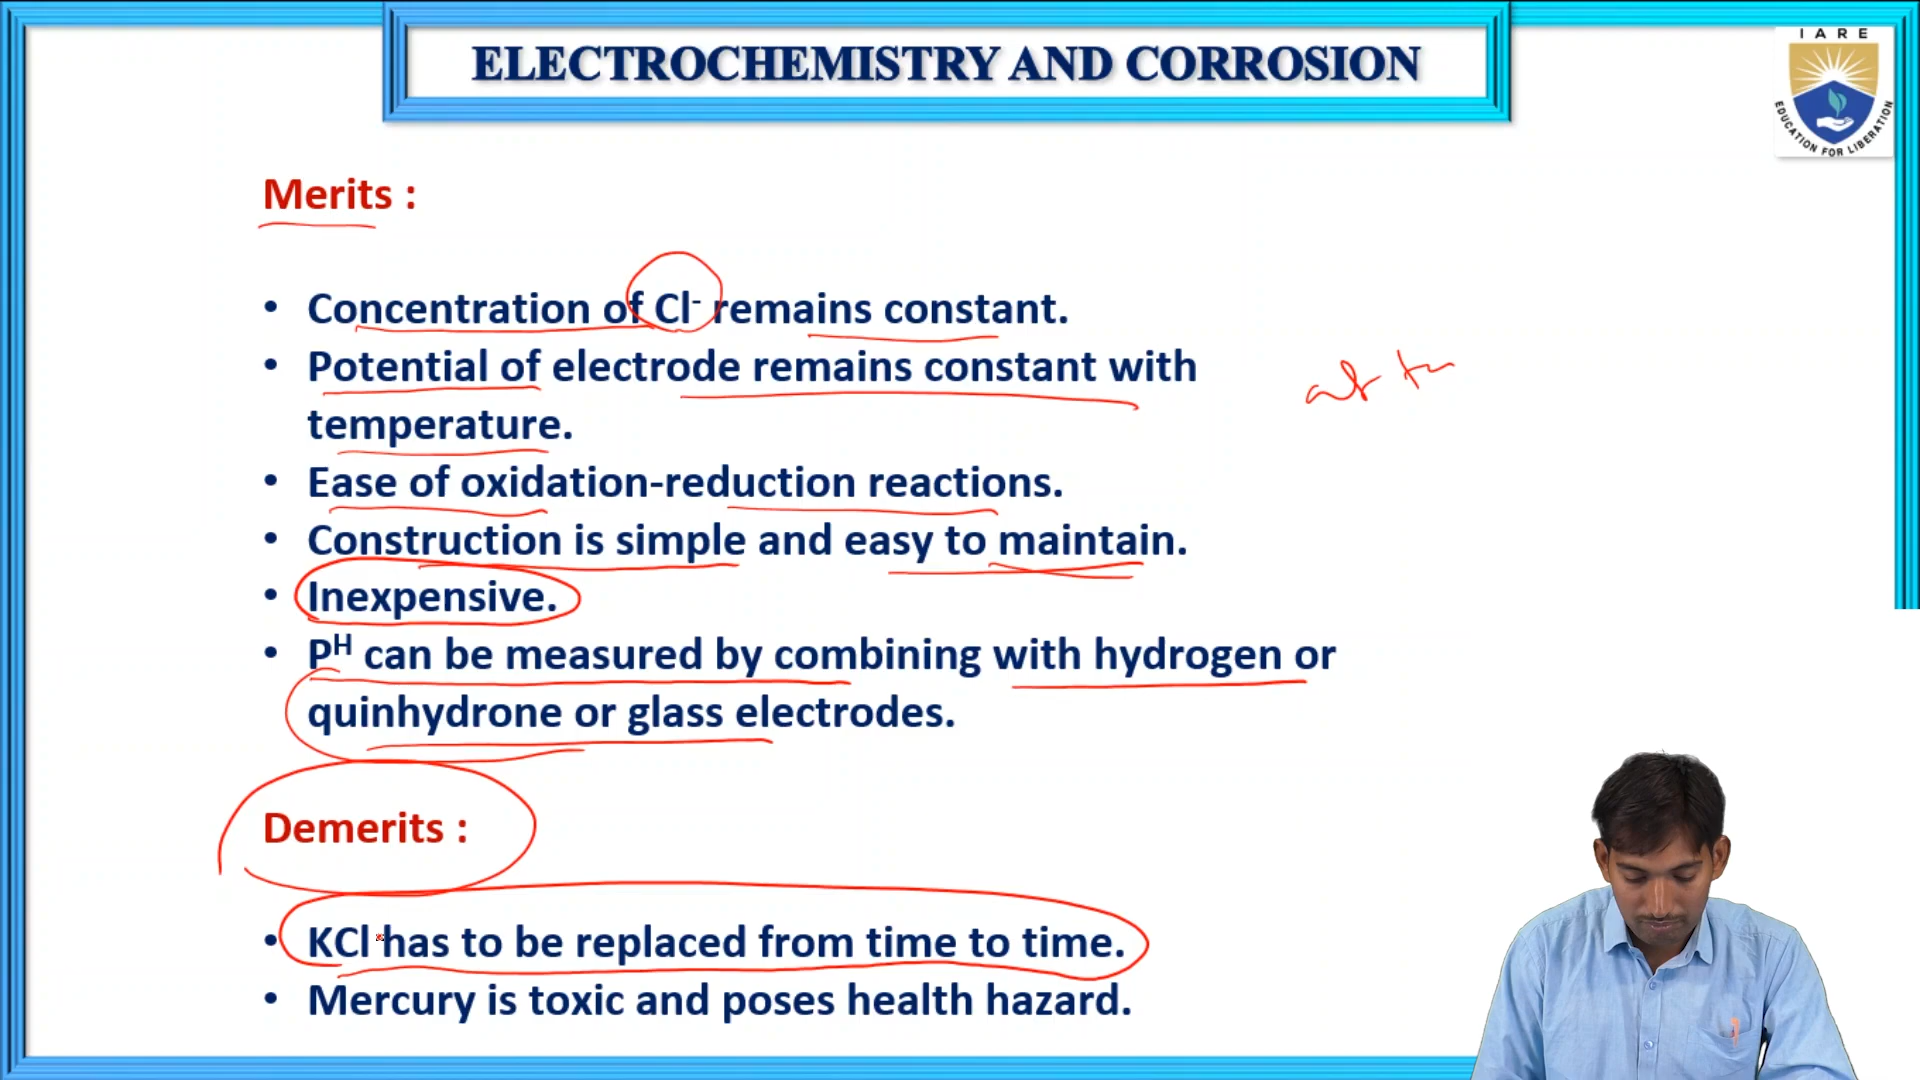 ELECTROCHEMISTRY AND CORROSION
IARE
EDUCATION FOR LIBERATION
Merits :
• Concentration of Cl⁻ remains constant.
• Potential of electrode remains constant with
temperature.
• Ease of oxidation-reduction reactions.
• Construction is simple and easy to maintain.
• Inexpensive.
• Pᴴ can be measured by combining with hydrogen or
quinhydrone or glass electrodes.
Demerits :
• KCl has to be replaced from time to time.
• Mercury is toxic and poses health hazard.